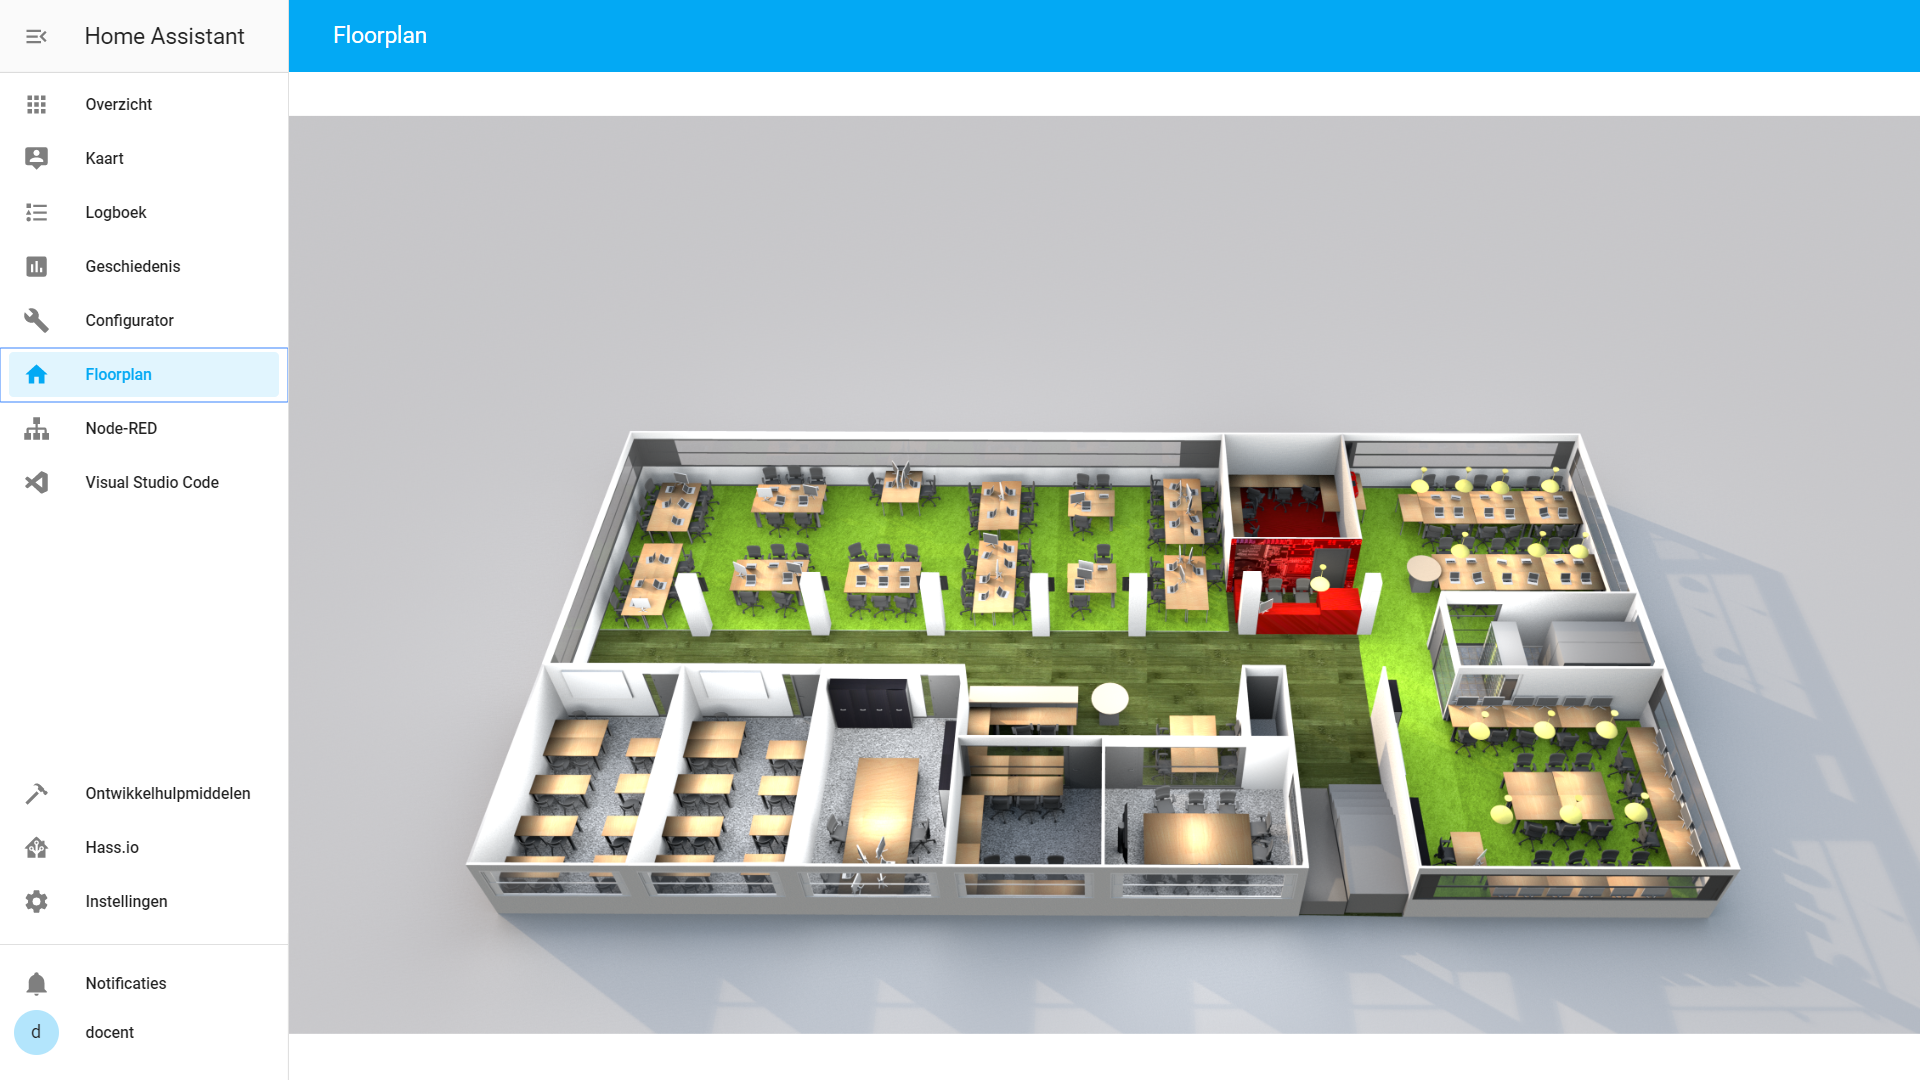 Home Assistant
Floorplan
Overzicht
Kaart
Logboek
Geschiedenis
Configurator
Floorplan
Node-RED
Visual Studio Code
Ontwikkelhulpmiddelen
Hass.io
Instellingen
Notificaties
d docent